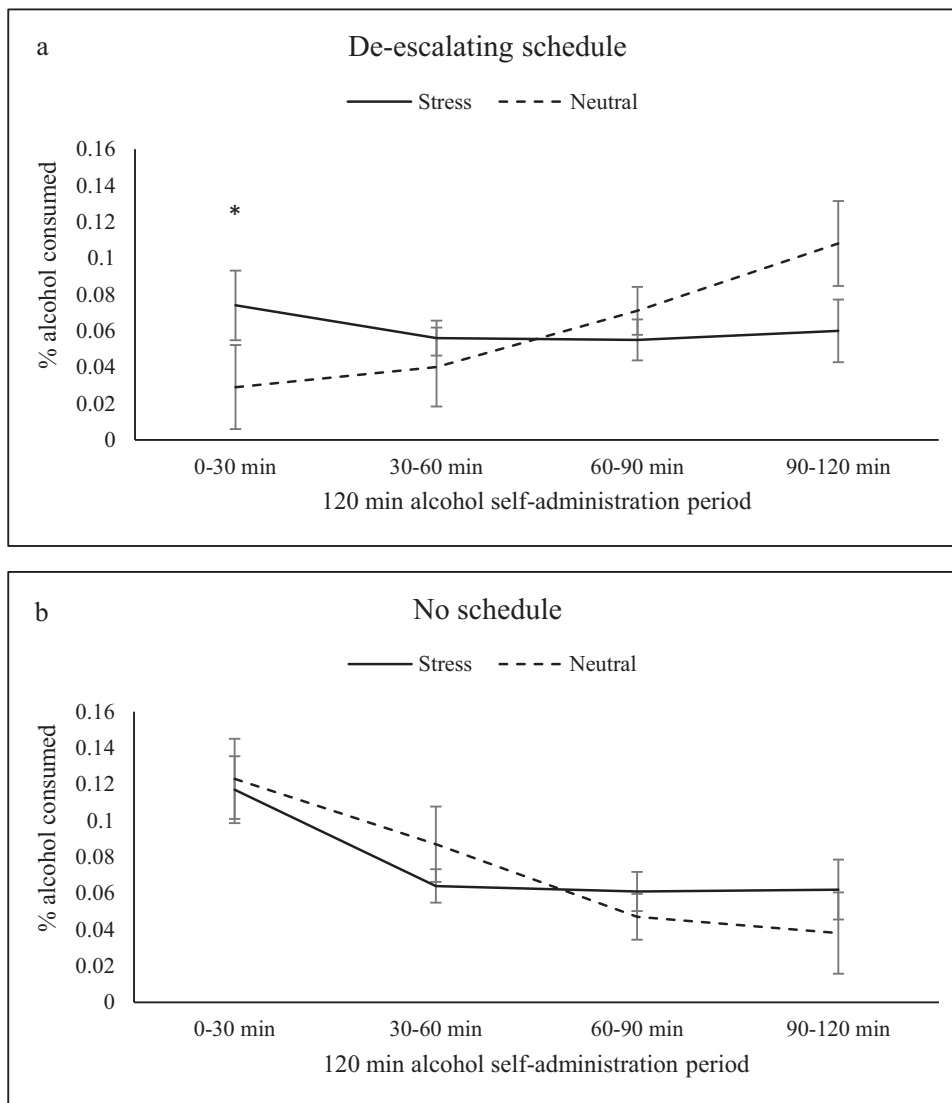 a
De-escalating schedule
Stress Neutral
% alcohol consumed
0.16
0.14
0.12
0.1
0.08
0.06
0.04
0.02
0
*
0-30 min 30-60 min 60-90 min 90-120 min
120 min alcohol self-administration period
b
No schedule
Stress Neutral
% alcohol consumed
0.16
0.14
0.12
0.1
0.08
0.06
0.04
0.02
0
0-30 min 30-60 min 60-90 min 90-120 min
120 min alcohol self-administration period